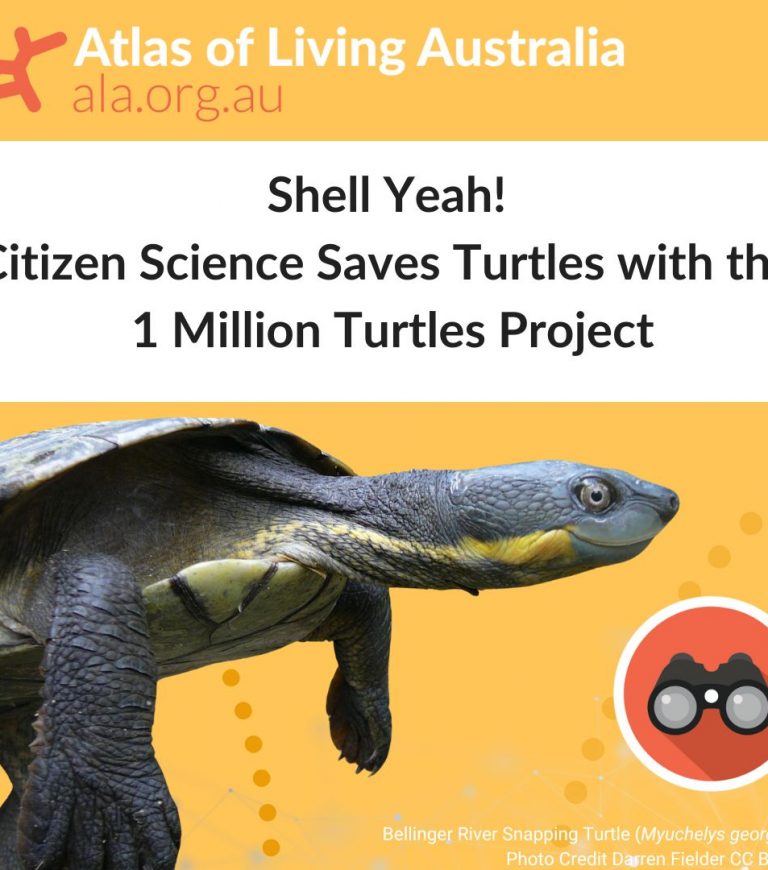 Atlas of Living Australia
ala.org.au
Shell Yeah!
Citizen Science Saves Turtles with th
1 Million Turtles Project
Bellinger River Snapping Turtle (Myuchelys georg
Photo Credit Darren Fielder CC B